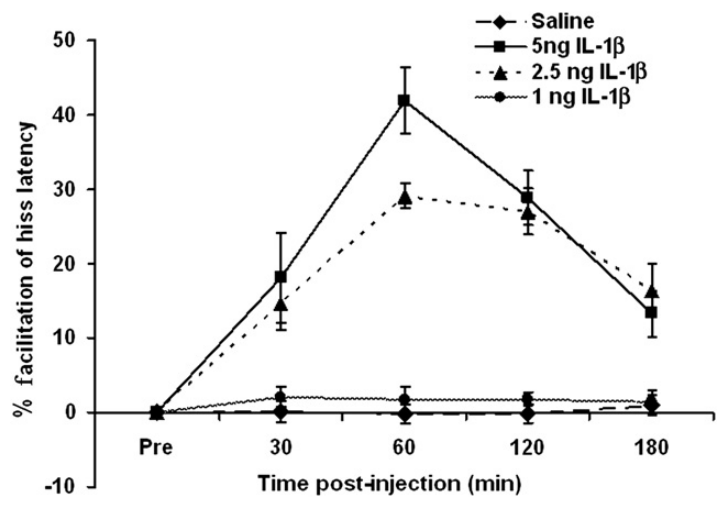 Saline
5ng IL-1β
2.5 ng IL-1β
1 ng IL-1β
% facilitation of hiss latency
50
40
30
20
10
0
-10
Pre 30 60 120 180
Time post-injection (min)